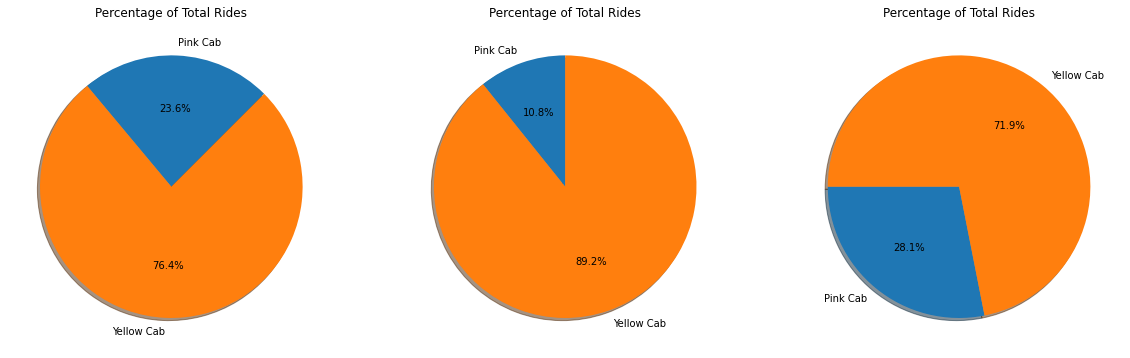 Percentage of Total Rides
Pink Cab
23.6%
76.4%
Yellow Cab
Percentage of Total Rides
Pink Cab
10.8%
89.2%
Yellow Cab
Percentage of Total Rides
Yellow Cab
71.9%
28.1%
Pink Cab